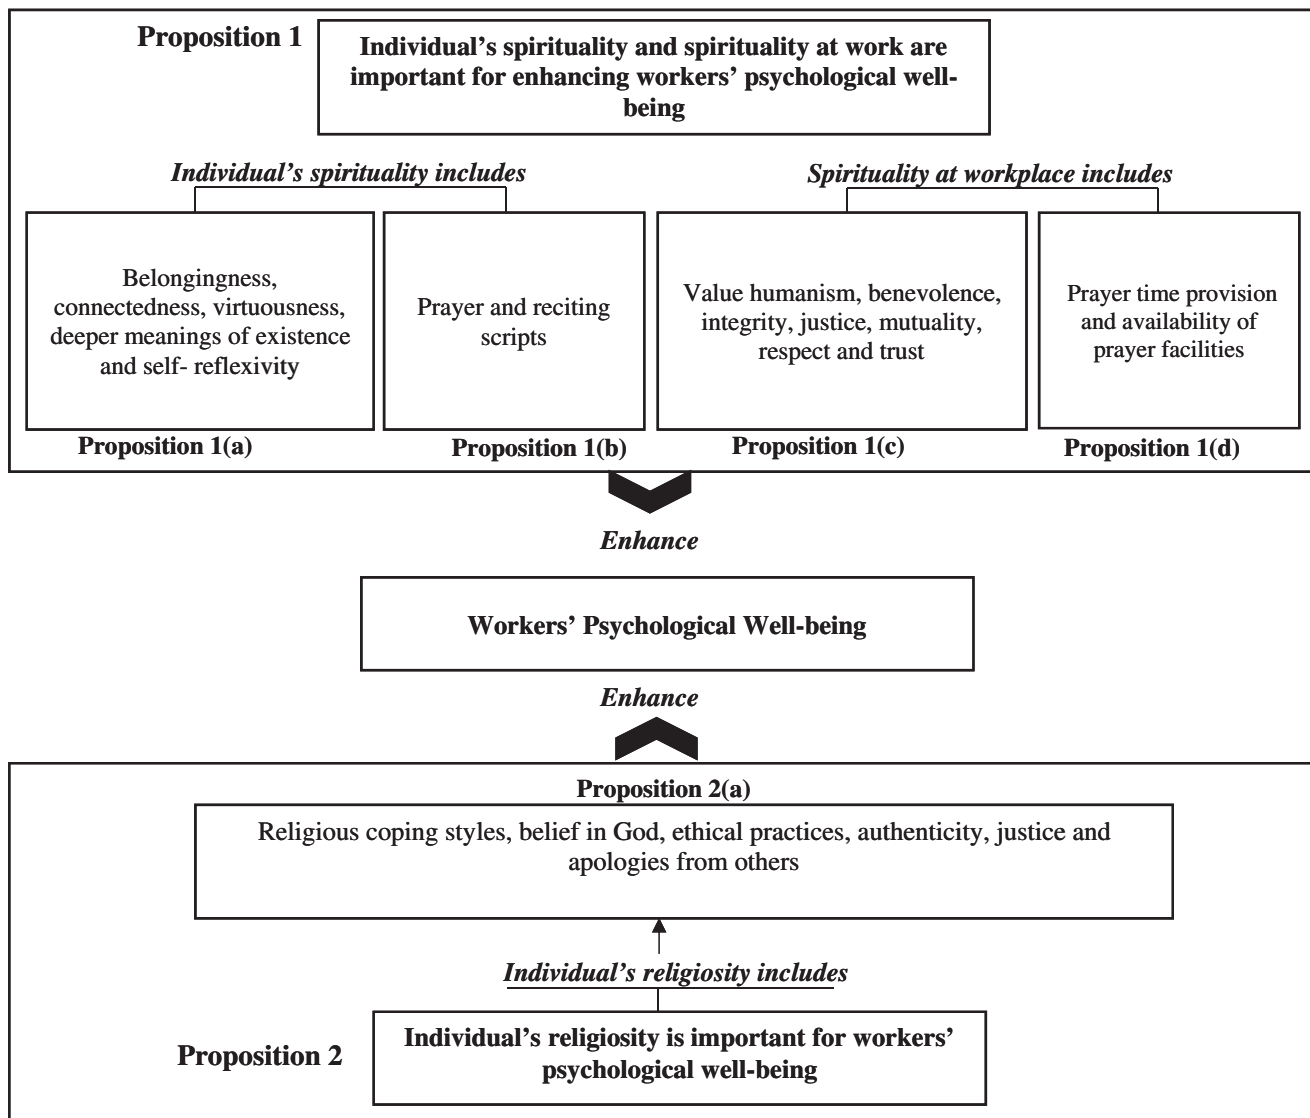 Proposition 1
Individual’s spirituality and spirituality at work are
important for enhancing workers’ psychological well-
being
Individual’s spirituality includes
Spirituality at workplace includes
Belongingness,
connectedness, virtuousness,
deeper meanings of existence
and self- reflexivity
Prayer and reciting
scripts
Value humanism, benevolence,
integrity, justice, mutuality,
respect and trust
Prayer time provision
and availability of
prayer facilities
Proposition 1(a)
Proposition 1(b)
Proposition 1(c)
Proposition 1(d)
Enhance
Workers’ Psychological Well-being
Enhance
Proposition 2(a)
Religious coping styles, belief in God, ethical practices, authenticity, justice and
apologies from others
Individual’s religiosity includes
Proposition 2
Individual’s religiosity is important for workers’
psychological well-being